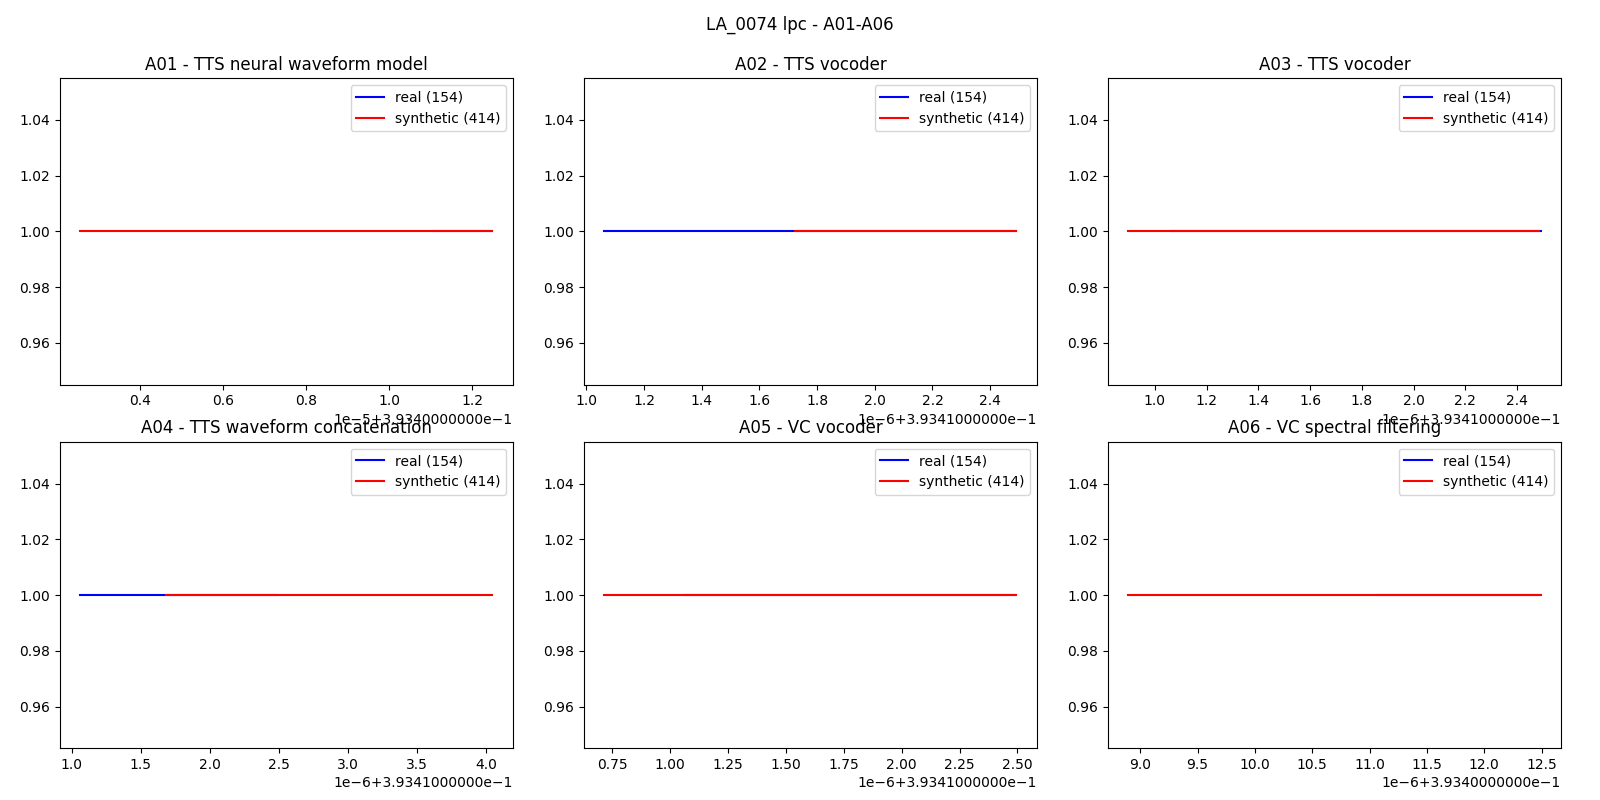 LA_0074 lpc - A01-A06
A01 - TTS neural waveform model
real (154)
synthetic (414)
1.04
1.02
1.00
0.98
0.96
0.4 0.6 0.8 1.0 1.2
1e-5+3.9340000000e-1
A02 - TTS vocoder
real (154)
synthetic (414)
1.04
1.02
1.00
0.98
0.96
1.0 1.2 1.4 1.6 1.8 2.0 2.2 2.4
1e-6+3.9341000000e-1
A03 - TTS vocoder
real (154)
synthetic (414)
1.04
1.02
1.00
0.98
0.96
1.0 1.2 1.4 1.6 1.8 2.0 2.2 2.4
1e-6+3.9341000000e-1
A04 - TTS waveform concatenation
real (154)
synthetic (414)
1.04
1.02
1.00
0.98
0.96
1.0 1.5 2.0 2.5 3.0 3.5 4.0
1e-6+3.9341000000e-1
A05 - VC vocoder
real (154)
synthetic (414)
1.04
1.02
1.00
0.98
0.96
0.75 1.00 1.25 1.50 1.75 2.00 2.25 2.50
1e-6+3.9341000000e-1
A06 - VC spectral filtering
real (154)
synthetic (414)
1.04
1.02
1.00
0.98
0.96
9.0 9.5 10.0 10.5 11.0 11.5 12.0 12.5
1e-6+3.9340000000e-1